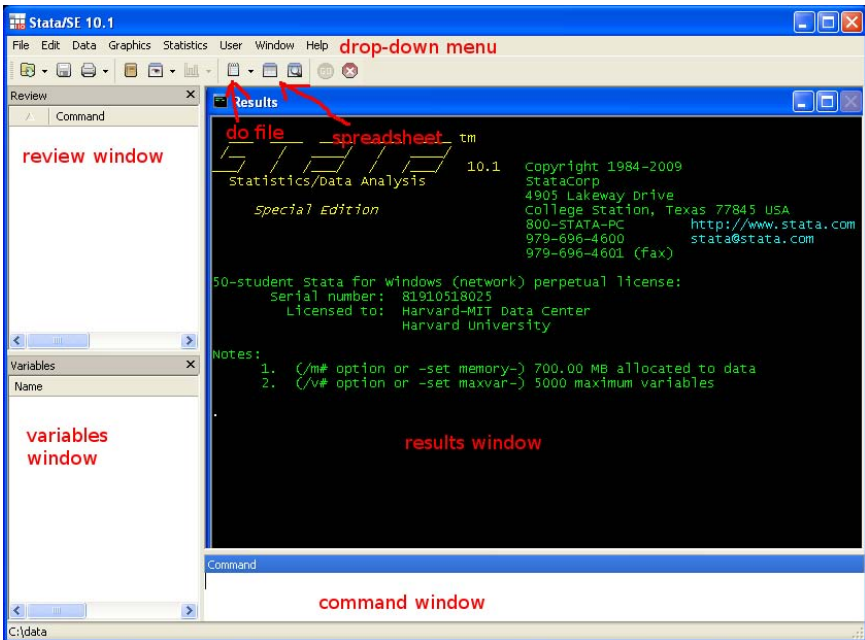 Stata/SE 10.1
File Edit Data Graphics Statistics User Window Help drop-down menu
Review
Command
review window
Results
do file
spreadsheet
tm
STATA 10.1 Copyright 1984-2009
Statistics/Data Analysis StataCorp
4905 Lakeway Drive
Special Edition College Station, Texas 77845 USA
800-STATA-PC http://www.stata.com
979-696-4600 stata@stata.com
979-696-4601 (fax)
50-student Stata for Windows (network) perpetual license:
Serial number: 81910518025
Licensed to: Harvard-MIT Data Center
Harvard University
Notes:
1. (/m# option or -set memory-) 700.00 MB allocated to data
2. (/v# option or -set maxvar-) 5000 maximum variables
.
results window
Variables
Name
variables
window
Command
command window
C:\data